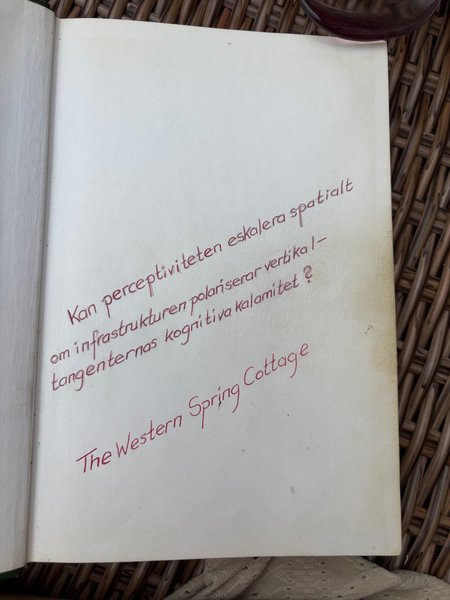 Kan perceptiviteten eskalera spatialt
om infrastrukturen polariserar vertikal-
tangenternas kognitiva kalamitet?
The Western Spring Cottage